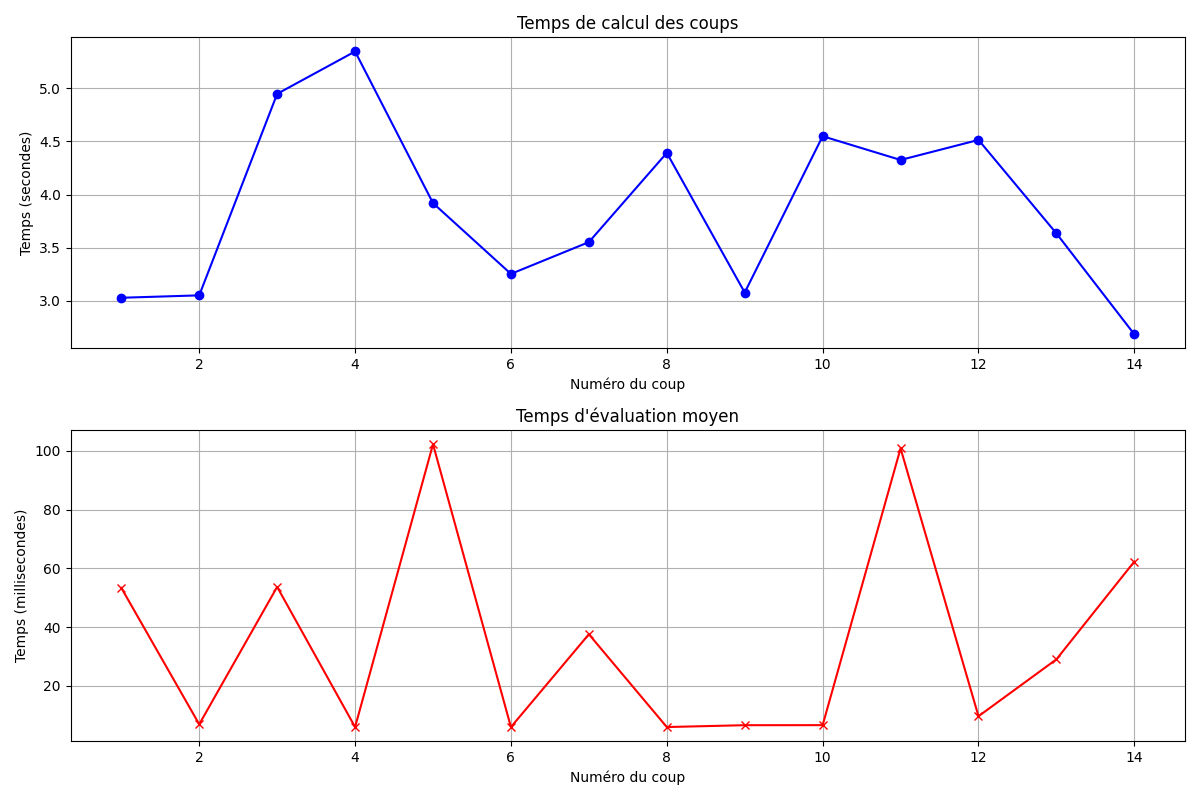 Temps de calcul des coups
Temps (secondes)
5.0
4.5
4.0
3.5
3.0
2 4 6 8 10 12 14
Numéro du coup
Temps d'évaluation moyen
Temps (millisecondes)
100
80
60
40
20
2 4 6 8 10 12 14
Numéro du coup